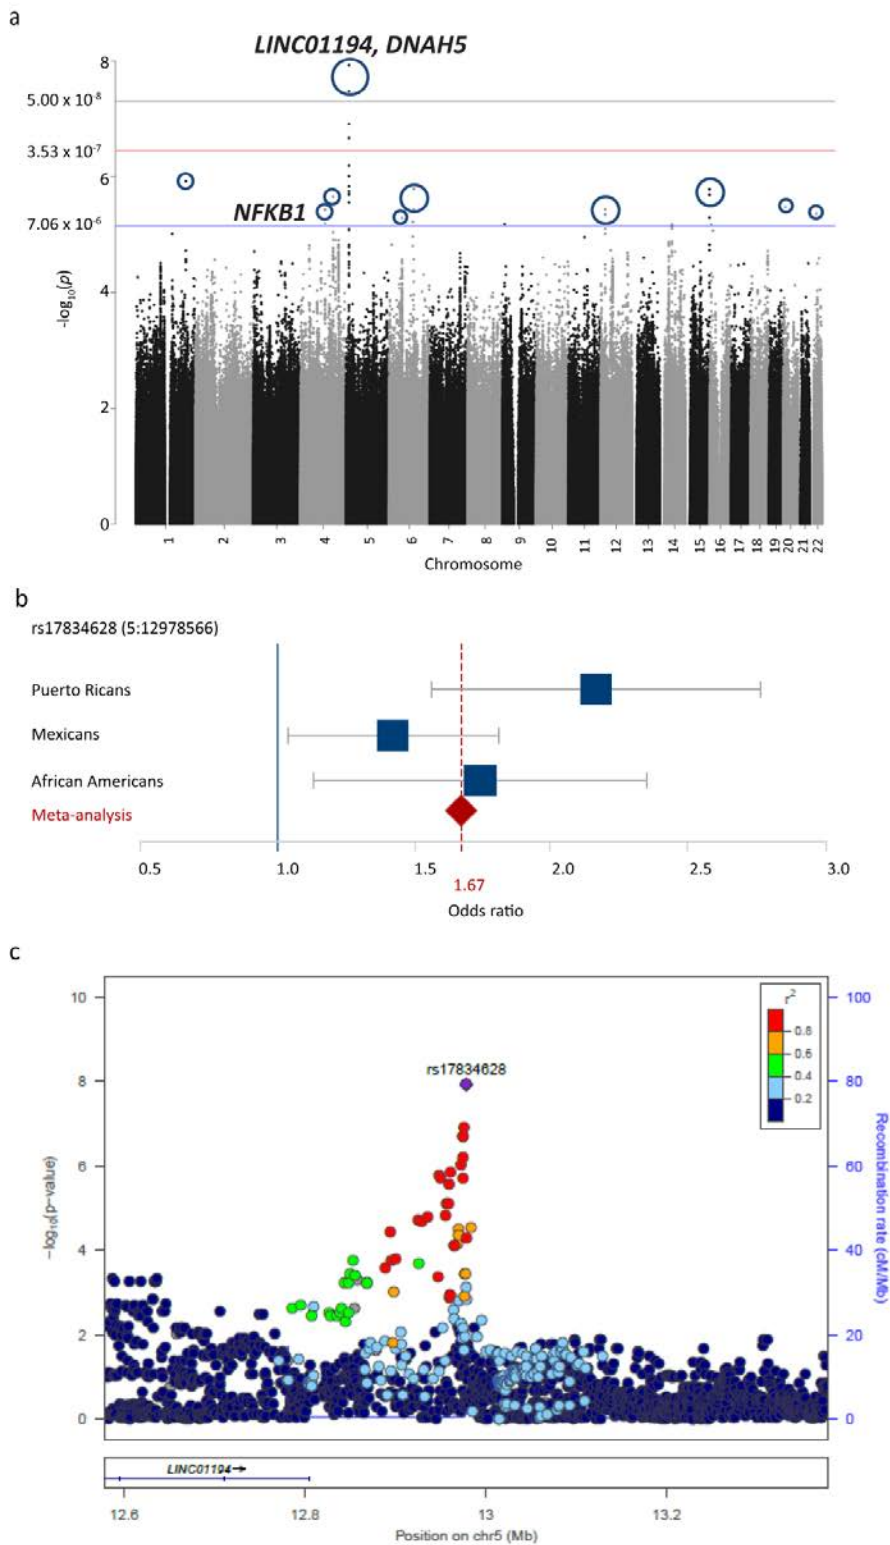 a
LINC01194, DNAH5
8
5.00 x 10⁻⁸
3.53 x 10⁻⁷
6
NFKB1
7.06 x 10⁻⁶
4
2
0
-log₁₀(p)
1 2 3 4 5 6 7 8 9 10 11 12 13 14 15 16 17 18 19 20 21 22
Chromosome
b
rs17834628 (5:12978566)
Puerto Ricans
Mexicans
African Americans
Meta-analysis
0.5 1.0 1.5 2.0 2.5 3.0
1.67
Odds ratio
c
10
8
6
4
2
0
−log₁₀(p−value)
rs17834628
r²
0.8
0.6
0.4
0.2
100
80
60
40
20
0
Recombination rate (cM/Mb)
LINC01194→
12.6 12.8 13 13.2
Position on chr5 (Mb)